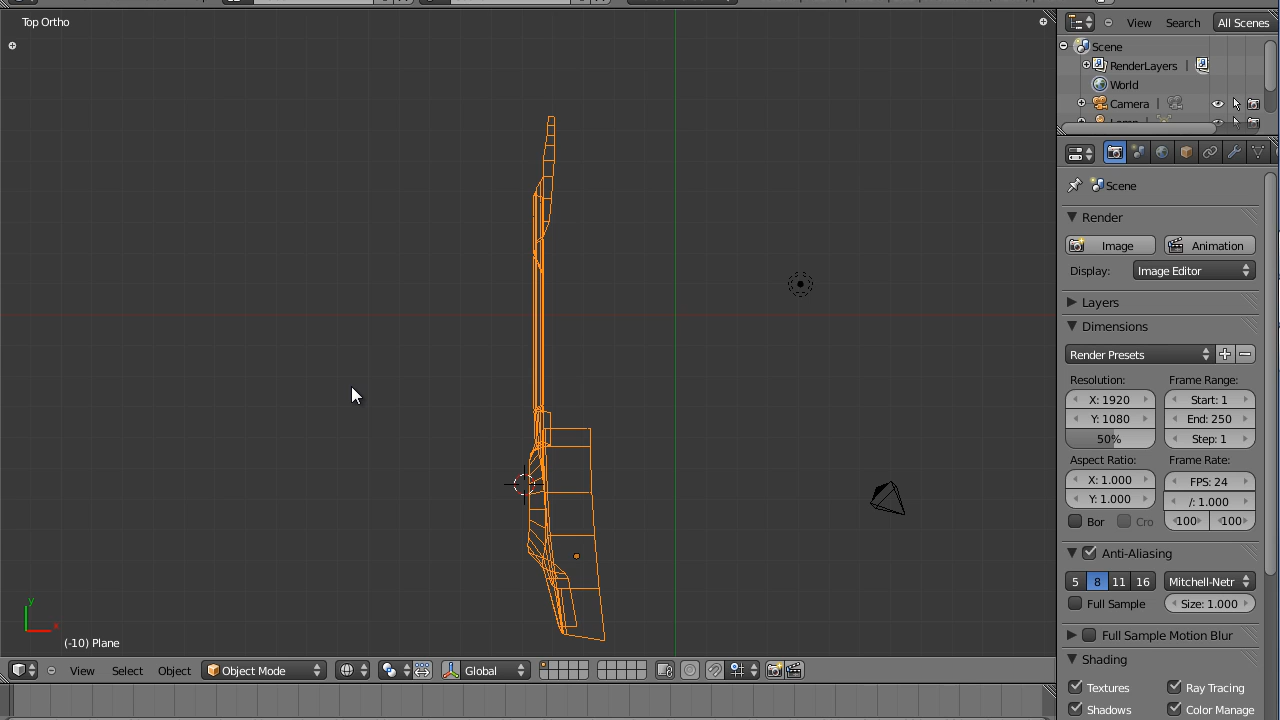 Top Ortho
View Search All Scenes
Scene
RenderLayers |
World
Camera |
Scene
Render
Image Animation
Display: Image Editor
Layers
Dimensions
Render Presets
Resolution: Frame Range:
X: 1920 Start: 1
Y: 1080 End: 250
50% Step: 1
Aspect Ratio: Frame Rate:
X: 1.000 FPS: 24
Y: 1.000 /: 1.000
Bor Cro 100 100
Anti-Aliasing
5 8 11 16 Mitchell-Netr
Full Sample Size: 1.000
Full Sample Motion Blur
Shading
Textures Ray Tracing
Shadows Color Manage
y
x
(-10) Plane
View Select Object Object Mode Global